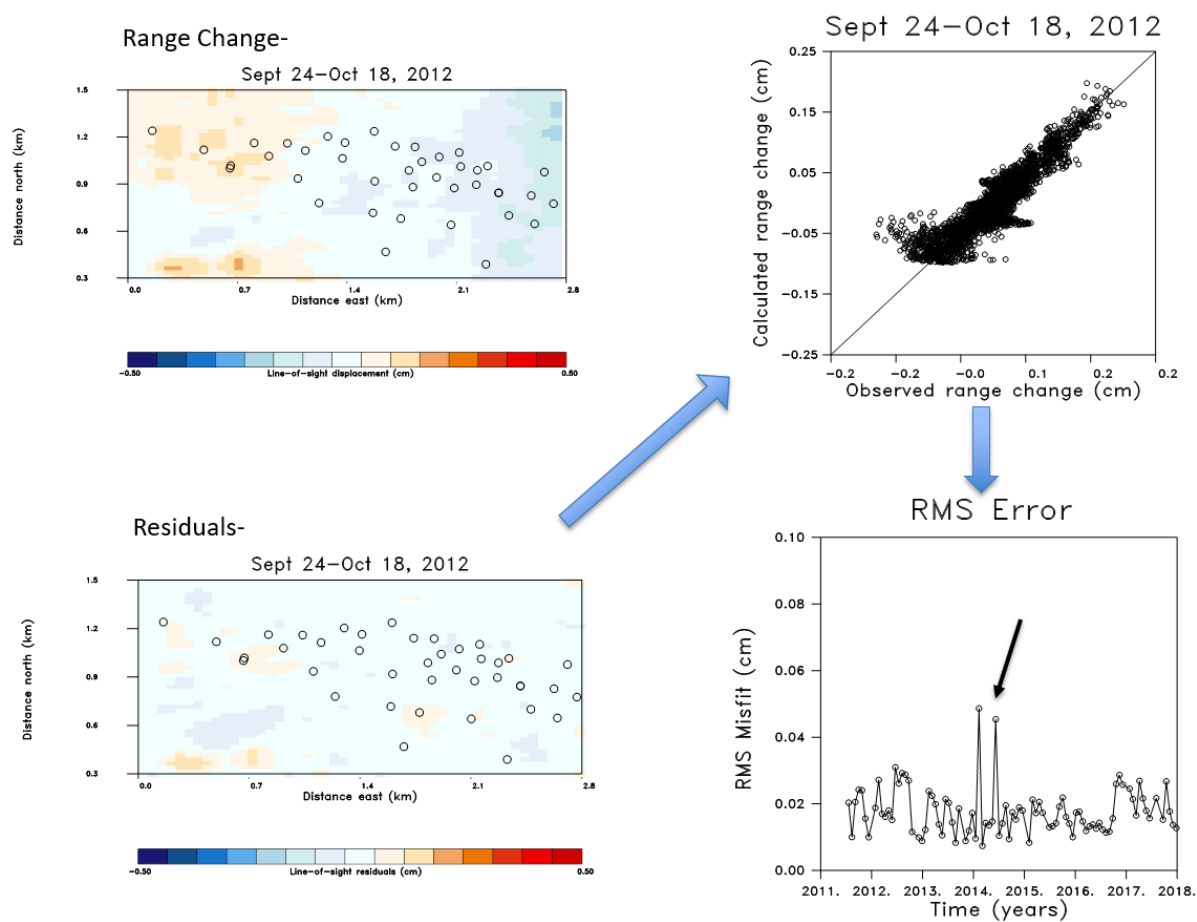 Range Change-
Sept 24-Oct 18, 2012
Distance north (km)
1.5
1.2
0.9
0.6
0.3
0.0 0.7 1.4 2.1 2.8
Distance east (km)
-0.50 0.50
Line-of-sight displacement (cm)
Sept 24-Oct 18, 2012
Calculated range change (cm)
0.25
0.15
0.05
-0.05
-0.15
-0.25
-0.2 -0.2 -0.0 0.1 0.2 0.2
Observed range change (cm)
Residuals-
Sept 24-Oct 18, 2012
Distance north (km)
1.5
1.2
0.9
0.6
0.3
0.0 0.7 1.4 2.1 2.8
Distance east (km)
-0.50 0.50
Line-of-sight residuals (cm)
RMS Error
RMS Misfit (cm)
0.10
0.08
0.06
0.04
0.02
0.00
2011. 2012. 2013. 2014. 2015. 2016. 2017. 2018.
Time (years)